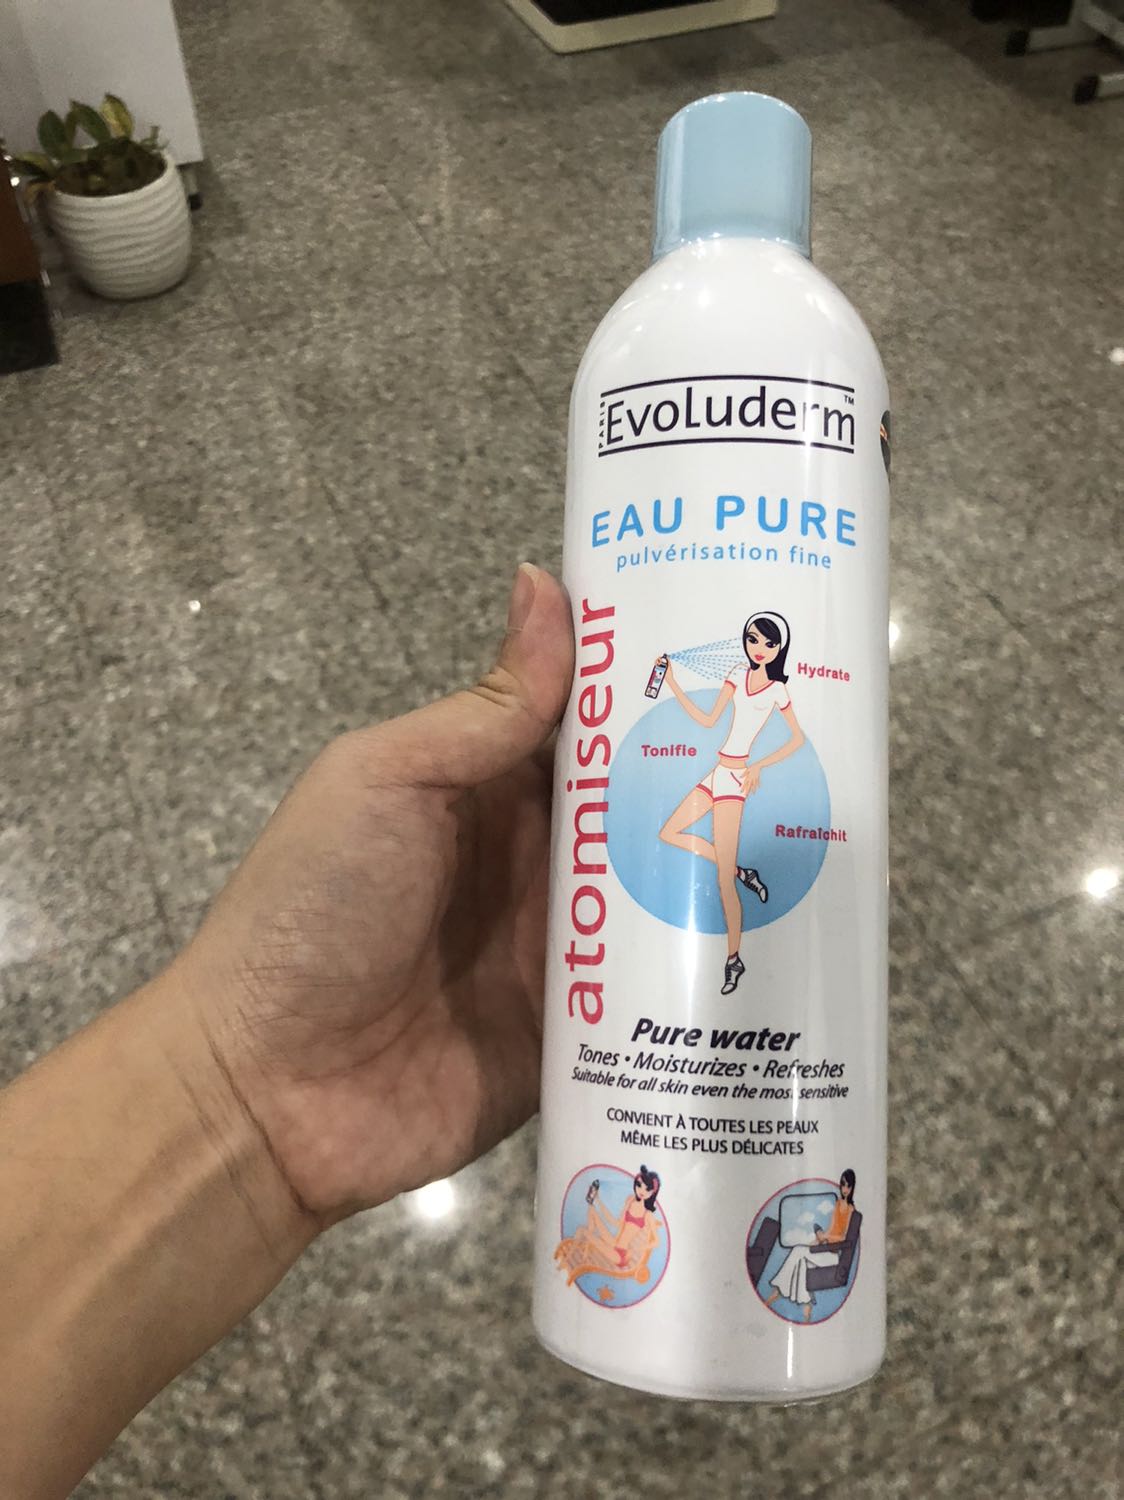 PARIS
EvoLuderm™
EAU PURE
pulvérisation fine
atomiseur
Hydrate
Tonifie
Rafraîchit
Pure water
Tones • Moisturizes • Refreshes
Suitable for all skin even the most sensitive
CONVIENT À TOUTES LES PEAUX
MÊME LES PLUS DÉLICATES